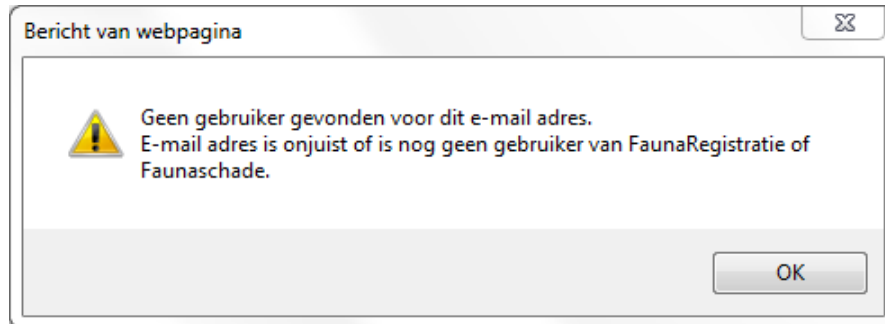 Bericht van webpagina
Geen gebruiker gevonden voor dit e-mail adres.
E-mail adres is onjuist of is nog geen gebruiker van FaunaRegistratie of
Faunaschade.
OK